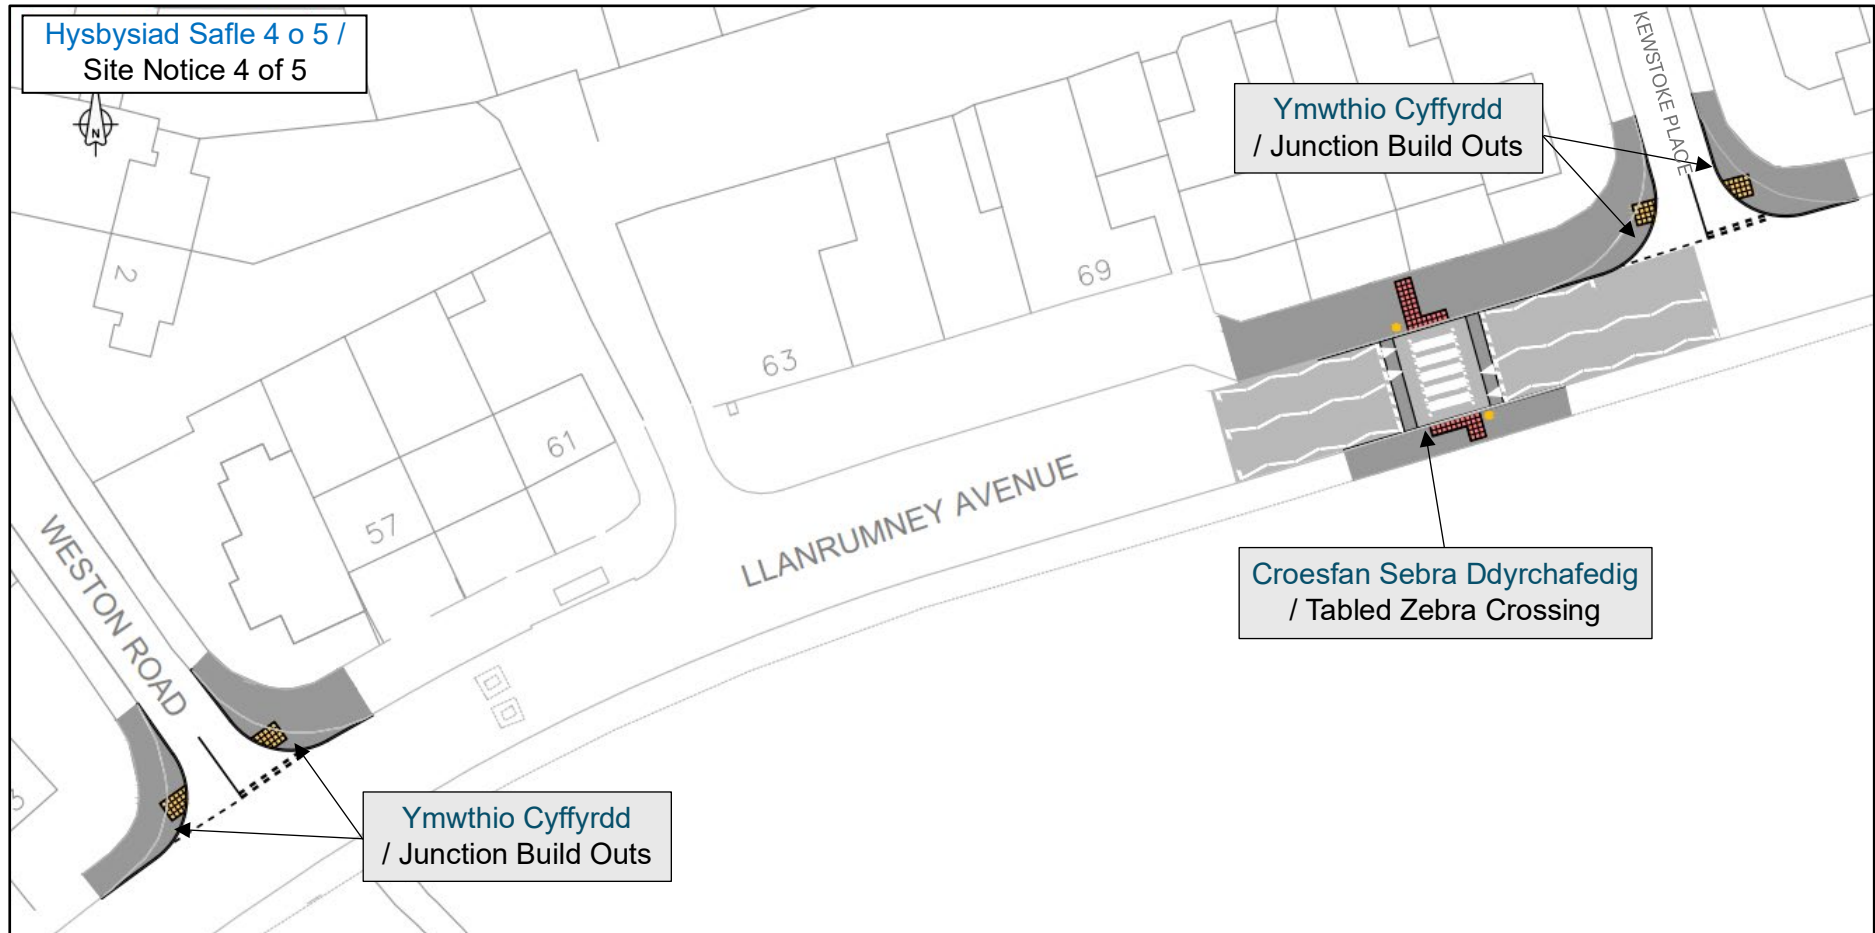 Hysbysiad Safle 4 o 5 /
Site Notice 4 of 5
N
KEWSTOKE PLACE
Ymwthio Cyffyrdd
/ Junction Build Outs
2
69
63
61
57
LLANRUMNEY AVENUE
WESTON ROAD
Croesfan Sebra Ddyrchafedig
/ Tabled Zebra Crossing
3
Ymwthio Cyffyrdd
/ Junction Build Outs